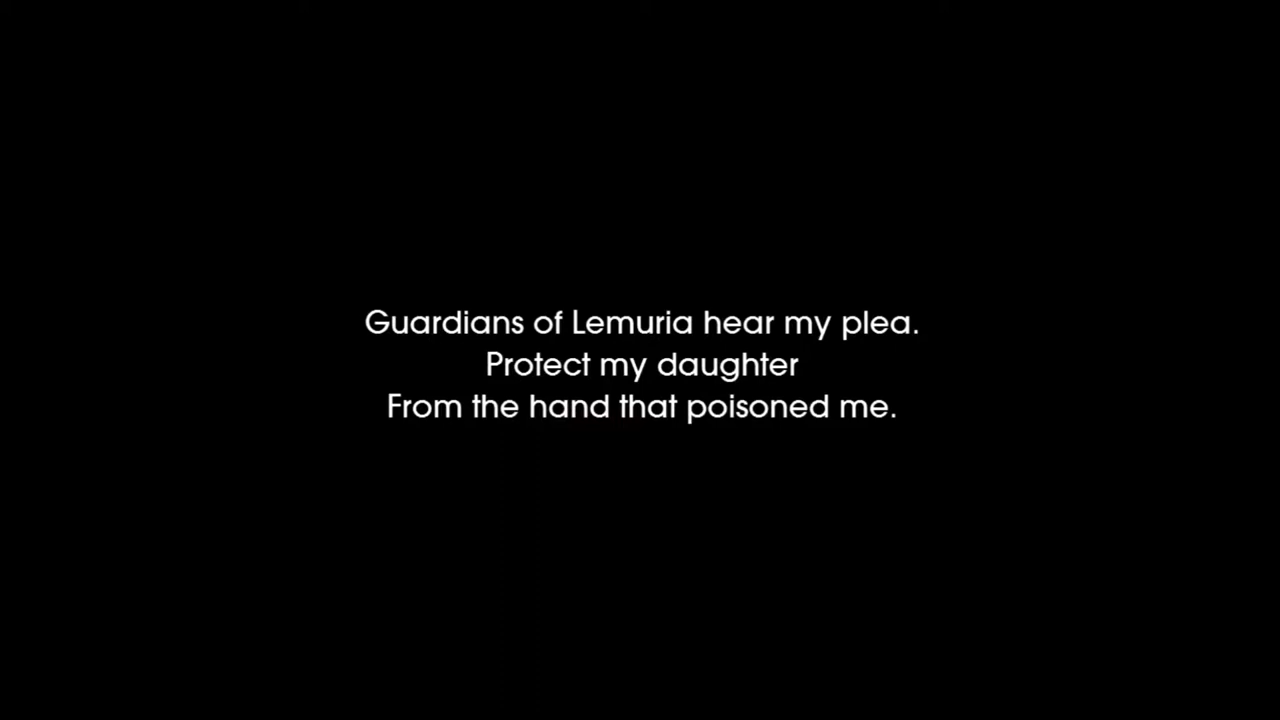 Guardians of Lemuria hear my plea.
Protect my daughter
From the hand that poisoned me.